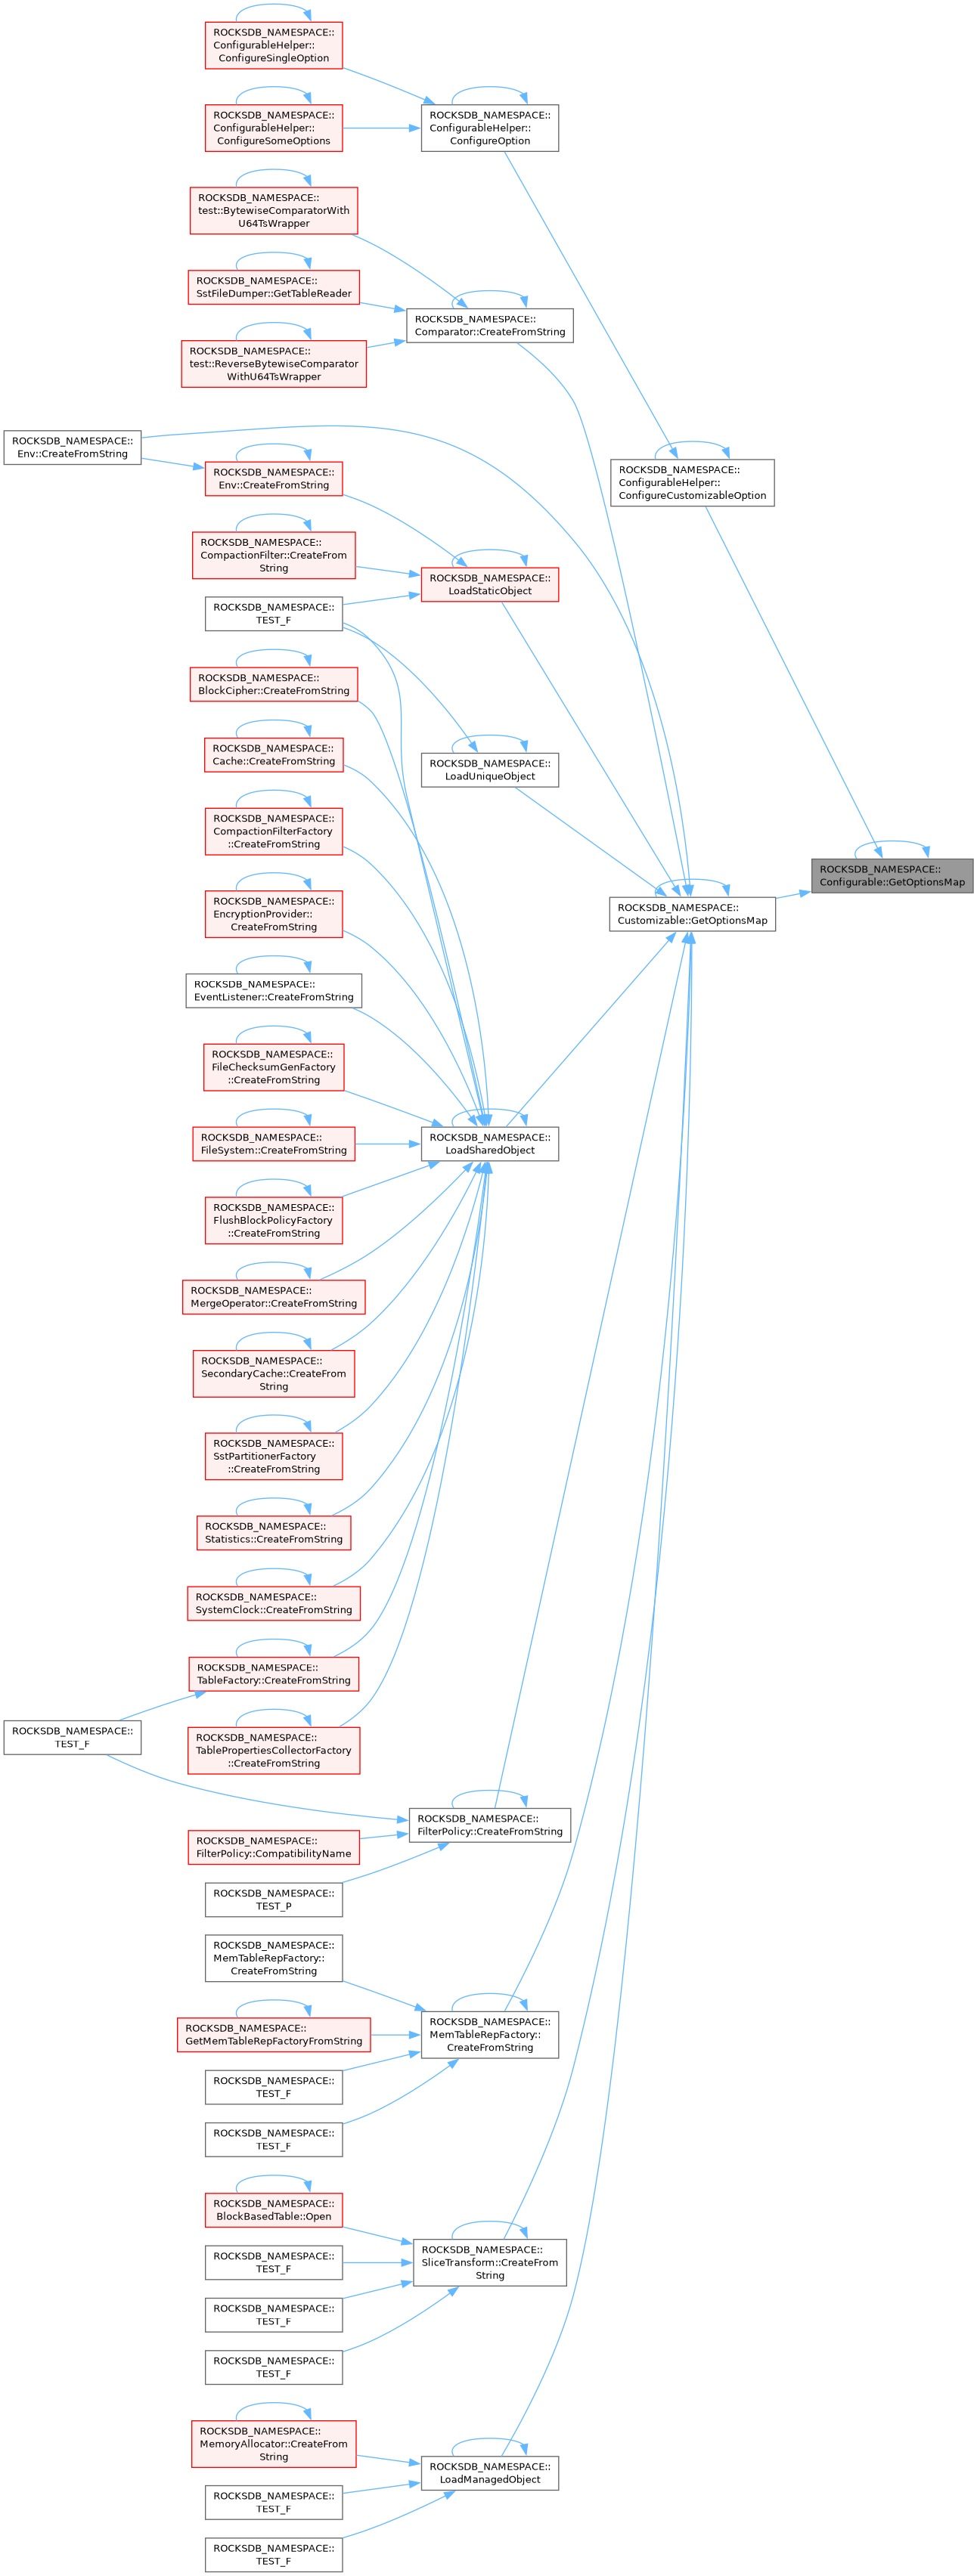 ROCKSDB_NAMESPACE::
ConfigurableHelper::
ConfigureSingleOption
ROCKSDB_NAMESPACE::
ConfigurableHelper::
ConfigureSomeOptions
ROCKSDB_NAMESPACE::
ConfigurableHelper::
ConfigureOption
ROCKSDB_NAMESPACE::
test::BytewiseComparatorWith
U64TsWrapper
ROCKSDB_NAMESPACE::
SstFileDumper::GetTableReader
ROCKSDB_NAMESPACE::
Comparator::CreateFromString
ROCKSDB_NAMESPACE::
test::ReverseBytewiseComparator
WithU64TsWrapper
ROCKSDB_NAMESPACE::
Env::CreateFromString
ROCKSDB_NAMESPACE::
Env::CreateFromString
ROCKSDB_NAMESPACE::
ConfigurableHelper::
ConfigureCustomizableOption
ROCKSDB_NAMESPACE::
CompactionFilter::CreateFrom
String
ROCKSDB_NAMESPACE::
LoadStaticObject
ROCKSDB_NAMESPACE::
TEST_F
ROCKSDB_NAMESPACE::
BlockCipher::CreateFromString
ROCKSDB_NAMESPACE::
Cache::CreateFromString
ROCKSDB_NAMESPACE::
LoadUniqueObject
ROCKSDB_NAMESPACE::
CompactionFilterFactory
::CreateFromString
ROCKSDB_NAMESPACE::
Configurable::GetOptionsMap
ROCKSDB_NAMESPACE::
EncryptionProvider::
CreateFromString
ROCKSDB_NAMESPACE::
Customizable::GetOptionsMap
ROCKSDB_NAMESPACE::
EventListener::CreateFromString
ROCKSDB_NAMESPACE::
FileChecksumGenFactory
::CreateFromString
ROCKSDB_NAMESPACE::
FileSystem::CreateFromString
ROCKSDB_NAMESPACE::
LoadSharedObject
ROCKSDB_NAMESPACE::
FlushBlockPolicyFactory
::CreateFromString
ROCKSDB_NAMESPACE::
MergeOperator::CreateFromString
ROCKSDB_NAMESPACE::
SecondaryCache::CreateFrom
String
ROCKSDB_NAMESPACE::
SstPartitionerFactory
::CreateFromString
ROCKSDB_NAMESPACE::
Statistics::CreateFromString
ROCKSDB_NAMESPACE::
SystemClock::CreateFromString
ROCKSDB_NAMESPACE::
TableFactory::CreateFromString
ROCKSDB_NAMESPACE::
TEST_F
ROCKSDB_NAMESPACE::
TablePropertiesCollectorFactory
::CreateFromString
ROCKSDB_NAMESPACE::
FilterPolicy::CreateFromString
ROCKSDB_NAMESPACE::
FilterPolicy::CompatibilityName
ROCKSDB_NAMESPACE::
TEST_P
ROCKSDB_NAMESPACE::
MemTableRepFactory::
CreateFromString
ROCKSDB_NAMESPACE::
GetMemTableRepFactoryFromString
ROCKSDB_NAMESPACE::
MemTableRepFactory::
CreateFromString
ROCKSDB_NAMESPACE::
TEST_F
ROCKSDB_NAMESPACE::
TEST_F
ROCKSDB_NAMESPACE::
BlockBasedTable::Open
ROCKSDB_NAMESPACE::
SliceTransform::CreateFrom
String
ROCKSDB_NAMESPACE::
TEST_F
ROCKSDB_NAMESPACE::
TEST_F
ROCKSDB_NAMESPACE::
TEST_F
ROCKSDB_NAMESPACE::
MemoryAllocator::CreateFrom
String
ROCKSDB_NAMESPACE::
LoadManagedObject
ROCKSDB_NAMESPACE::
TEST_F
ROCKSDB_NAMESPACE::
TEST_F